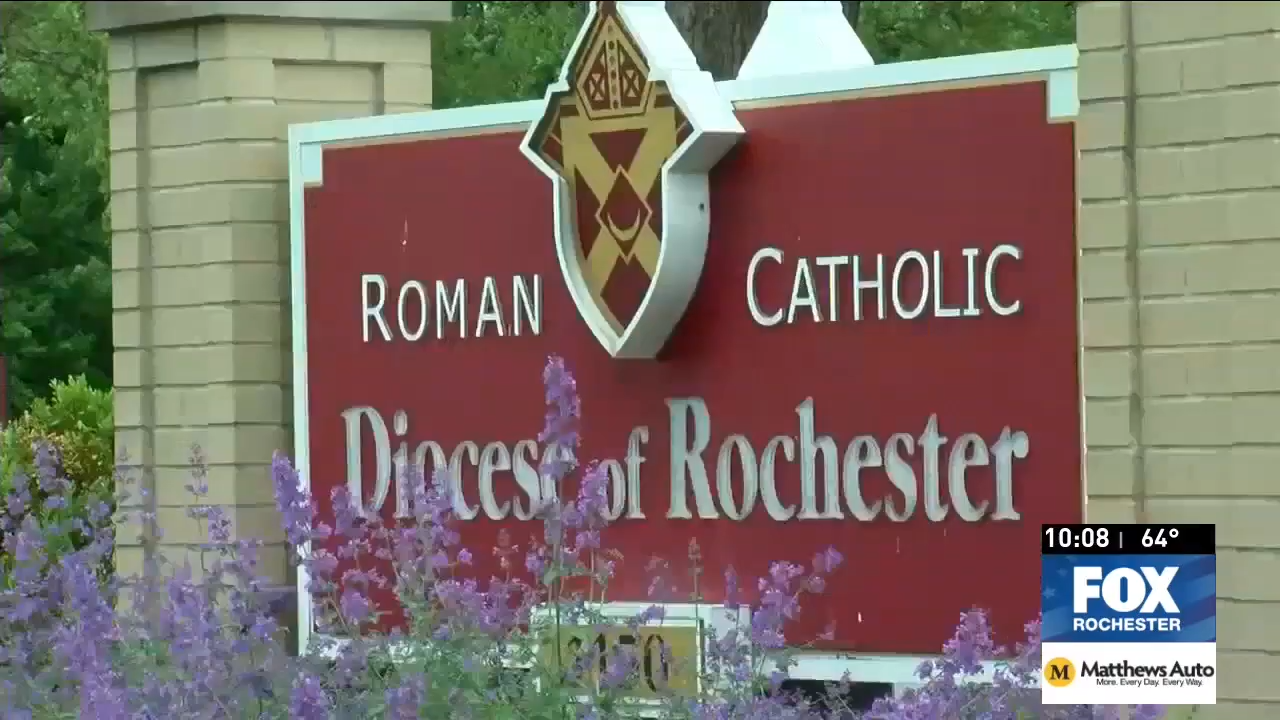 ROMAN CATHOLIC
Diocese of Rochester
10:08 | 64°
FOX
ROCHESTER
M Matthews Auto
More. Every Day. Every Way.